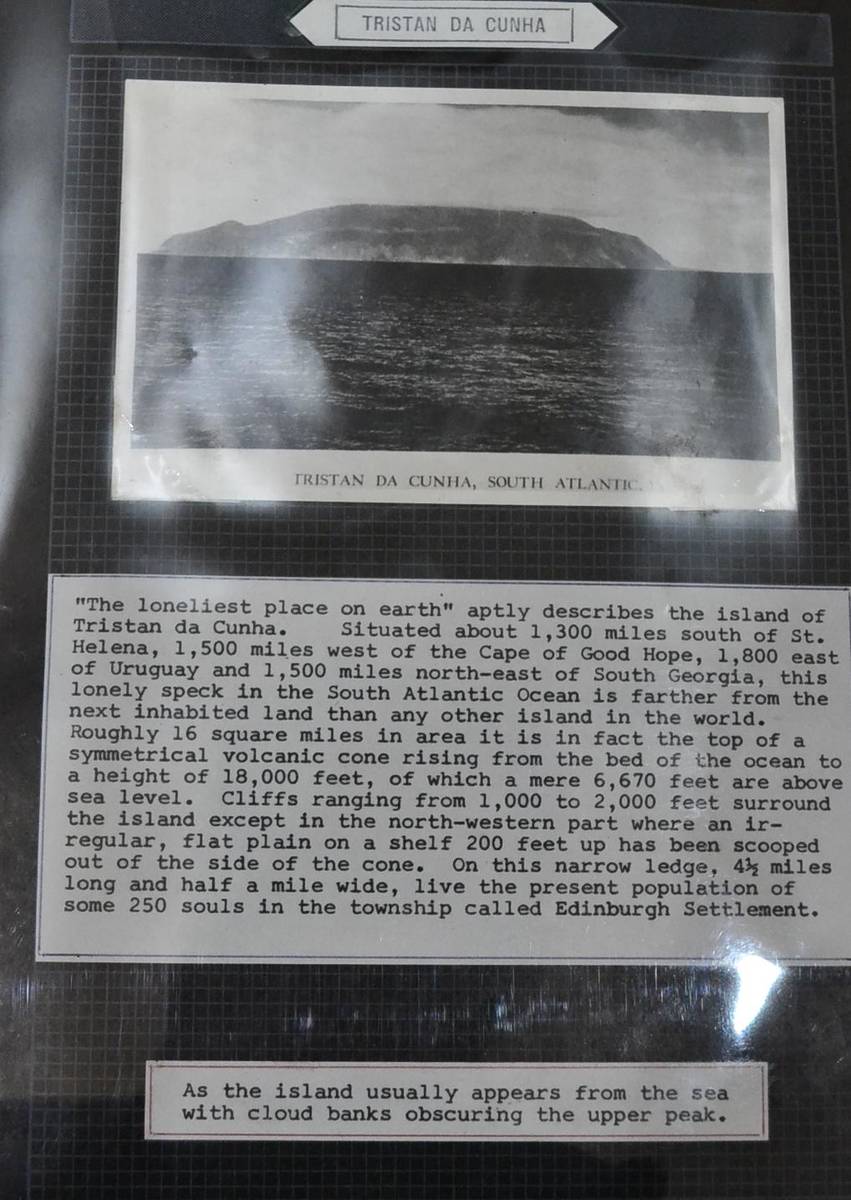 TRISTAN DA CUNHA
TRISTAN DA CUNHA, SOUTH ATLANTIC.
"The loneliest place on earth" aptly describes the island of
Tristan da Cunha. Situated about 1,300 miles south of St.
Helena, 1,500 miles west of the Cape of Good Hope, 1,800 east
of Uruguay and 1,500 miles north-east of South Georgia, this
lonely speck in the South Atlantic Ocean is farther from the
next inhabited land than any other island in the world.
Roughly 16 square miles in area it is in fact the top of a
symmetrical volcanic cone rising from the bed of the ocean to
a height of 18,000 feet, of which a mere 6,670 feet are above
sea level. Cliffs ranging from 1,000 to 2,000 feet surround
the island except in the north-western part where an ir-
regular, flat plain on a shelf 200 feet up has been scooped
out of the side of the cone. On this narrow ledge, 4½ miles
long and half a mile wide, live the present population of
some 250 souls in the township called Edinburgh Settlement.
As the island usually appears from the sea
with cloud banks obscuring the upper peak.